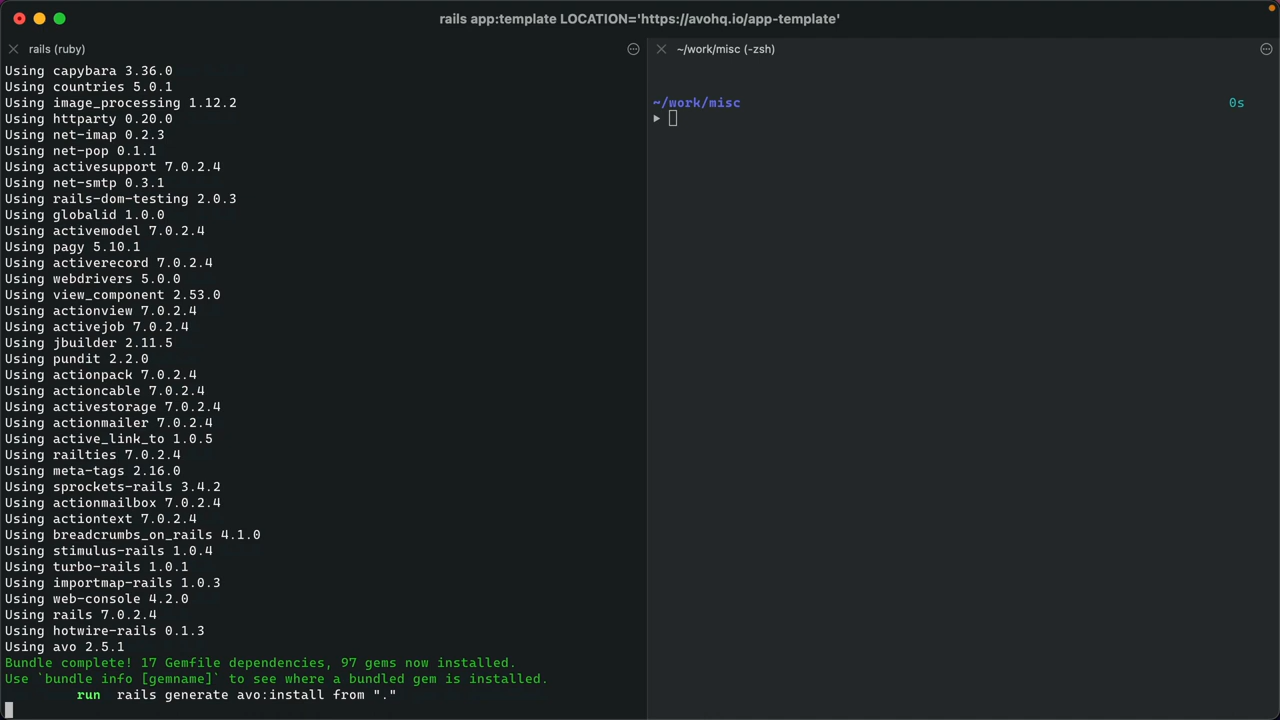 rails app:template LOCATION='https://avohq.io/app-template'
rails (ruby)
Using capybara 3.36.0
Using countries 5.0.1
Using image_processing 1.12.2
Using httparty 0.20.0
Using net-imap 0.2.3
Using net-pop 0.1.1
Using activesupport 7.0.2.4
Using net-smtp 0.3.1
Using rails-dom-testing 2.0.3
Using globalid 1.0.0
Using activemodel 7.0.2.4
Using pagy 5.10.1
Using activerecord 7.0.2.4
Using webdrivers 5.0.0
Using view_component 2.53.0
Using actionview 7.0.2.4
Using activejob 7.0.2.4
Using jbuilder 2.11.5
Using pundit 2.2.0
Using actionpack 7.0.2.4
Using actioncable 7.0.2.4
Using activestorage 7.0.2.4
Using actionmailer 7.0.2.4
Using active_link_to 1.0.5
Using railties 7.0.2.4
Using meta-tags 2.16.0
Using sprockets-rails 3.4.2
Using actionmailbox 7.0.2.4
Using actiontext 7.0.2.4
Using breadcrumbs_on_rails 4.1.0
Using stimulus-rails 1.0.4
Using turbo-rails 1.0.1
Using importmap-rails 1.0.3
Using web-console 4.2.0
Using rails 7.0.2.4
Using hotwire-rails 0.1.3
Using avo 2.5.1
Bundle complete! 17 Gemfile dependencies, 97 gems now installed.
Use `bundle info [gemname]` to see where a bundled gem is installed.
run  rails generate avo:install from "."
~/work/misc (-zsh)
~/work/misc 0s